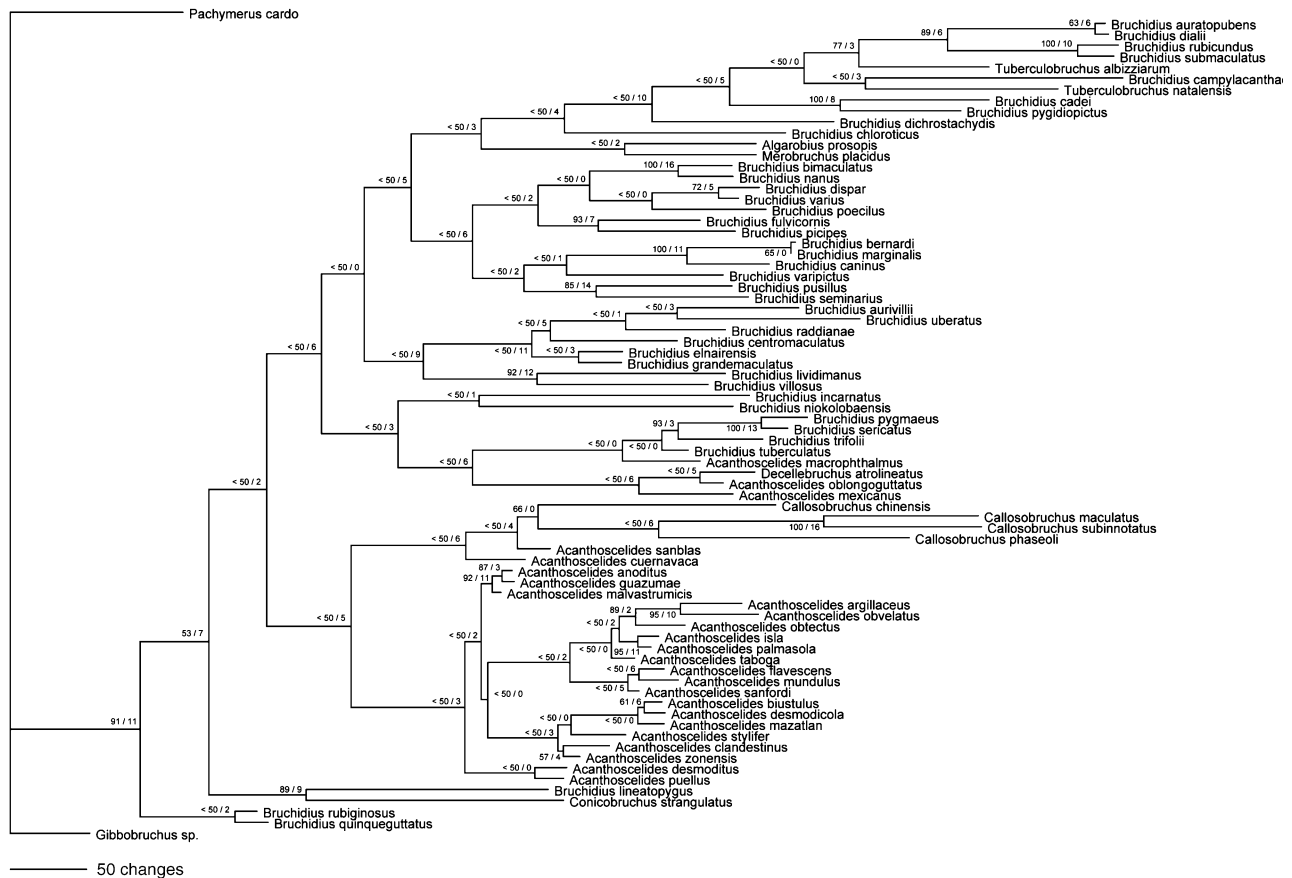 Pachymerus cardo
63 / 6
Bruchidius auratopubens
89 / 6
Bruchidius dialii
77 / 3
100 / 10
Bruchidius rubicundus
Bruchidius submaculatus
< 50 / 0
Tuberculobruchus albizziarum
< 50 / 3
Bruchidius campylacantha
< 50 / 5
Tuberculobruchus natalensis
< 50 / 10
100 / 8
Bruchidius cadei
< 50 / 4
Bruchidius pygidiopictus
Bruchidius dichrostachydis
< 50 / 3
Bruchidius chloroticus
< 50 / 2
Algarobius prosopis
Merobruchus placidus
100 / 16
Bruchidius bimaculatus
< 50 / 5
< 50 / 0
Bruchidius nanus
72 / 5
Bruchidius dispar
< 50 / 2
< 50 / 0
Bruchidius varius
Bruchidius poecilus
93 / 7
Bruchidius fulvicornis
< 50 / 6
Bruchidius picipes
100 / 11
Bruchidius bernardi
65 / 0
Bruchidius marginalis
< 50 / 1
Bruchidius caninus
< 50 / 0
< 50 / 2
Bruchidius varipictus
85 / 14
Bruchidius pusillus
Bruchidius seminarius
< 50 / 3
Bruchidius aurivillii
< 50 / 1
Bruchidius uberatus
< 50 / 5
Bruchidius raddianae
Bruchidius centromaculatus
< 50 / 6
< 50 / 9
< 50 / 11
< 50 / 3
Bruchidius elnairensis
Bruchidius grandemaculatus
92 / 12
Bruchidius lividimanus
Bruchidius villosus
< 50 / 1
Bruchidius incarnatus
Bruchidius niokolobaensis
< 50 / 3
93 / 3
Bruchidius pygmaeus
100 / 13
Bruchidius sericatus
Bruchidius trifolii
< 50 / 0
< 50 / 0
Bruchidius tuberculatus
< 50 / 6
Acanthoscelides macrophthalmus
< 50 / 5
Decellebruchus atrolineatus
< 50 / 6
Acanthoscelides oblongoguttatus
< 50 / 2
Acanthoscelides mexicanus
66 / 0
Callosobruchus chinensis
< 50 / 4
< 50 / 6
Callosobruchus maculatus
100 / 16
Callosobruchus subinnotatus
< 50 / 6
Callosobruchus phaseoli
Acanthoscelides sanblas
Acanthoscelides cuernavaca
87 / 3
Acanthoscelides anoditus
92 / 11
Acanthoscelides guazumae
Acanthoscelides malvastrumicis
89 / 2
Acanthoscelides argillaceus
< 50 / 5
95 / 10
Acanthoscelides obvelatus
< 50 / 2
Acanthoscelides obtectus
53 / 7
< 50 / 2
Acanthoscelides isla
< 50 / 0
95 / 11
Acanthoscelides palmasola
< 50 / 2
Acanthoscelides taboga
< 50 / 6
Acanthoscelides flavescens
Acanthoscelides mundulus
< 50 / 5
Acanthoscelides sanfordi
< 50 / 3
< 50 / 0
61 / 6
Acanthoscelides biustulus
< 50 / 0
< 50 / 0
Acanthoscelides desmodicola
Acanthoscelides mazatlan
91 / 11
< 50 / 3
Acanthoscelides stylifer
Acanthoscelides clandestinus
57 / 4
Acanthoscelides zonensis
< 50 / 0
Acanthoscelides desmoditus
Acanthoscelides puellus
89 / 9
Bruchidius lineatopygus
Conicobruchus strangulatus
< 50 / 2
Bruchidius rubiginosus
Bruchidius quinqueguttatus
Gibbobruchus sp.
50 changes